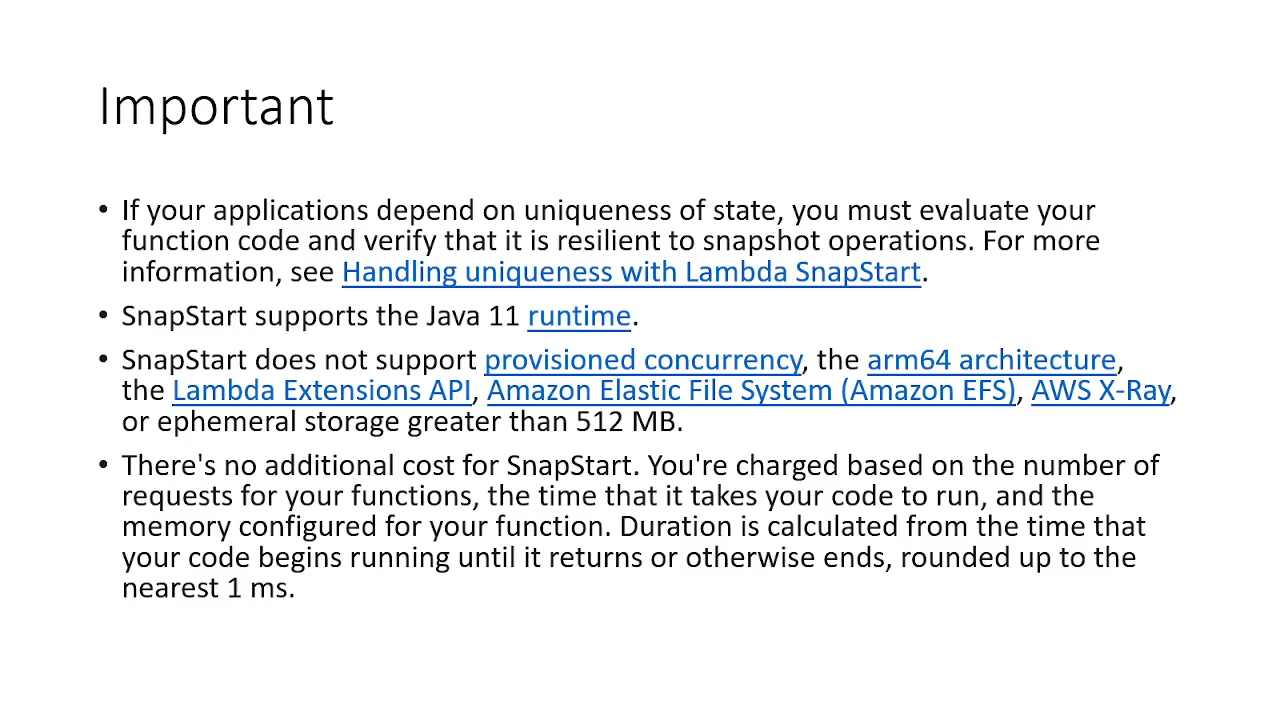 Important
• If your applications depend on uniqueness of state, you must evaluate your
function code and verify that it is resilient to snapshot operations. For more
information, see Handling uniqueness with Lambda SnapStart.
• SnapStart supports the Java 11 runtime.
• SnapStart does not support provisioned concurrency, the arm64 architecture,
the Lambda Extensions API, Amazon Elastic File System (Amazon EFS), AWS X-Ray,
or ephemeral storage greater than 512 MB.
• There's no additional cost for SnapStart. You're charged based on the number of
requests for your functions, the time that it takes your code to run, and the
memory configured for your function. Duration is calculated from the time that
your code begins running until it returns or otherwise ends, rounded up to the
nearest 1 ms.